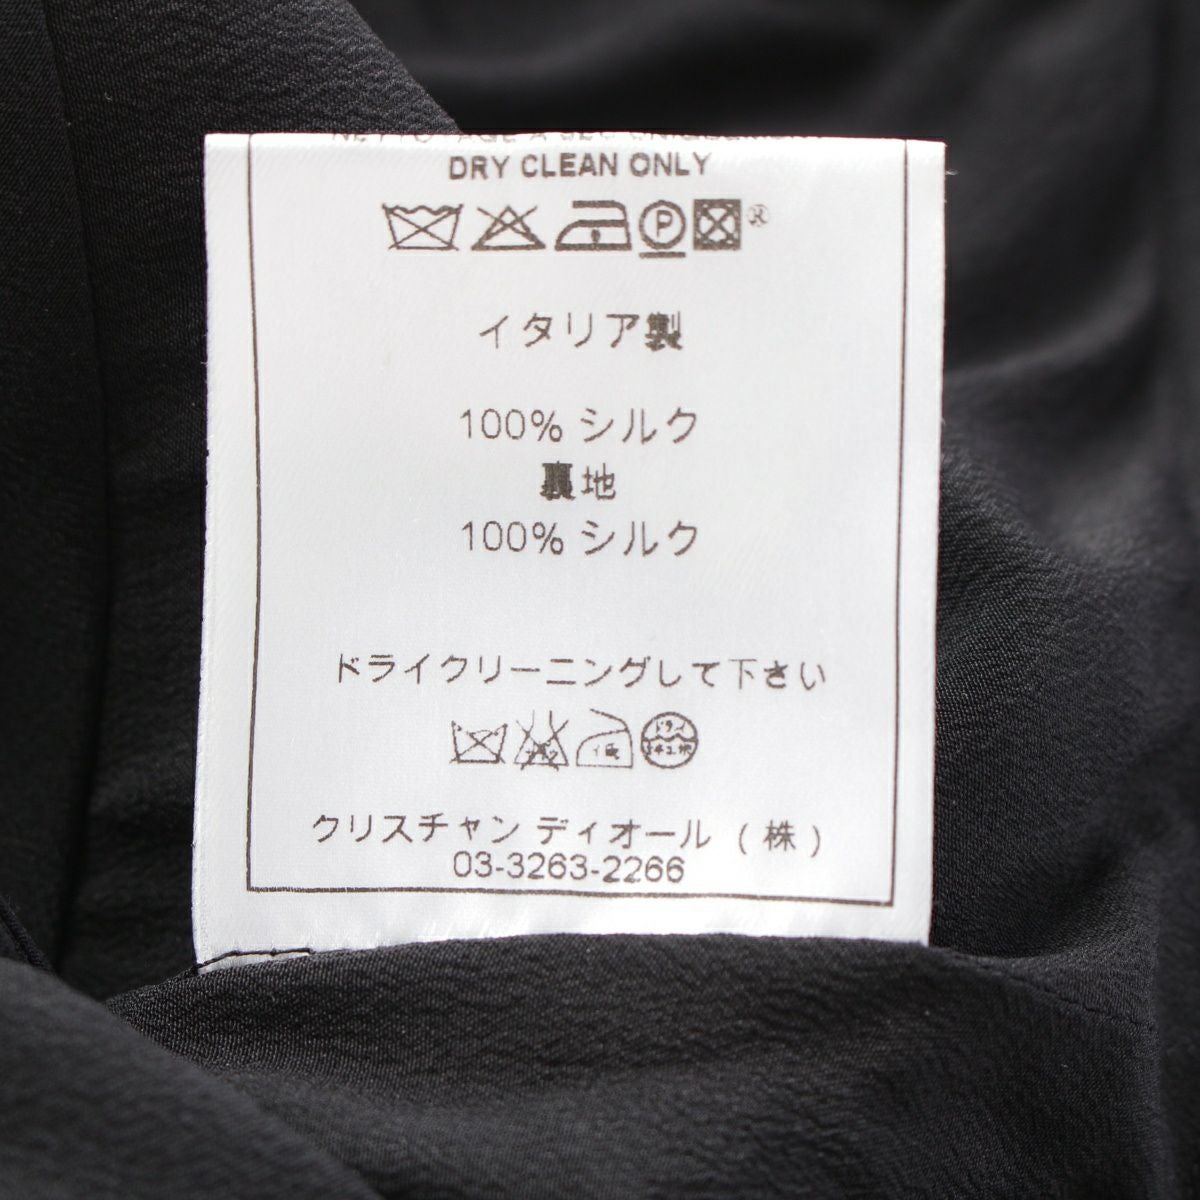 DRY CLEAN ONLY
P ®
イタリア製
100% シルク
裏地
100% シルク
ドライクリーニングして下さい
クリスチャン ディオール (株)
03-3263-2266